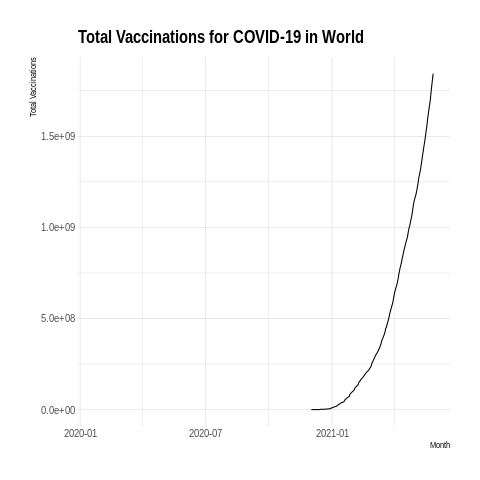 Total Vaccinations for COVID-19 in World
Total Vaccinations
1.5e+09
1.0e+09
5.0e+08
0.0e+00
2020-01 2020-07 2021-01
Month